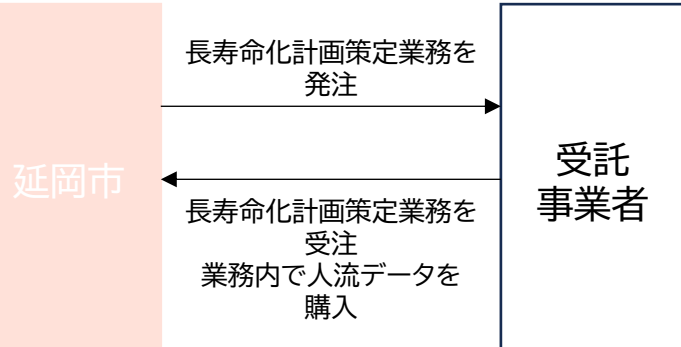 長寿命化計画策定業務を
発注
延岡市
受託
事業者
長寿命化計画策定業務を
受注
業務内で人流データを
購入